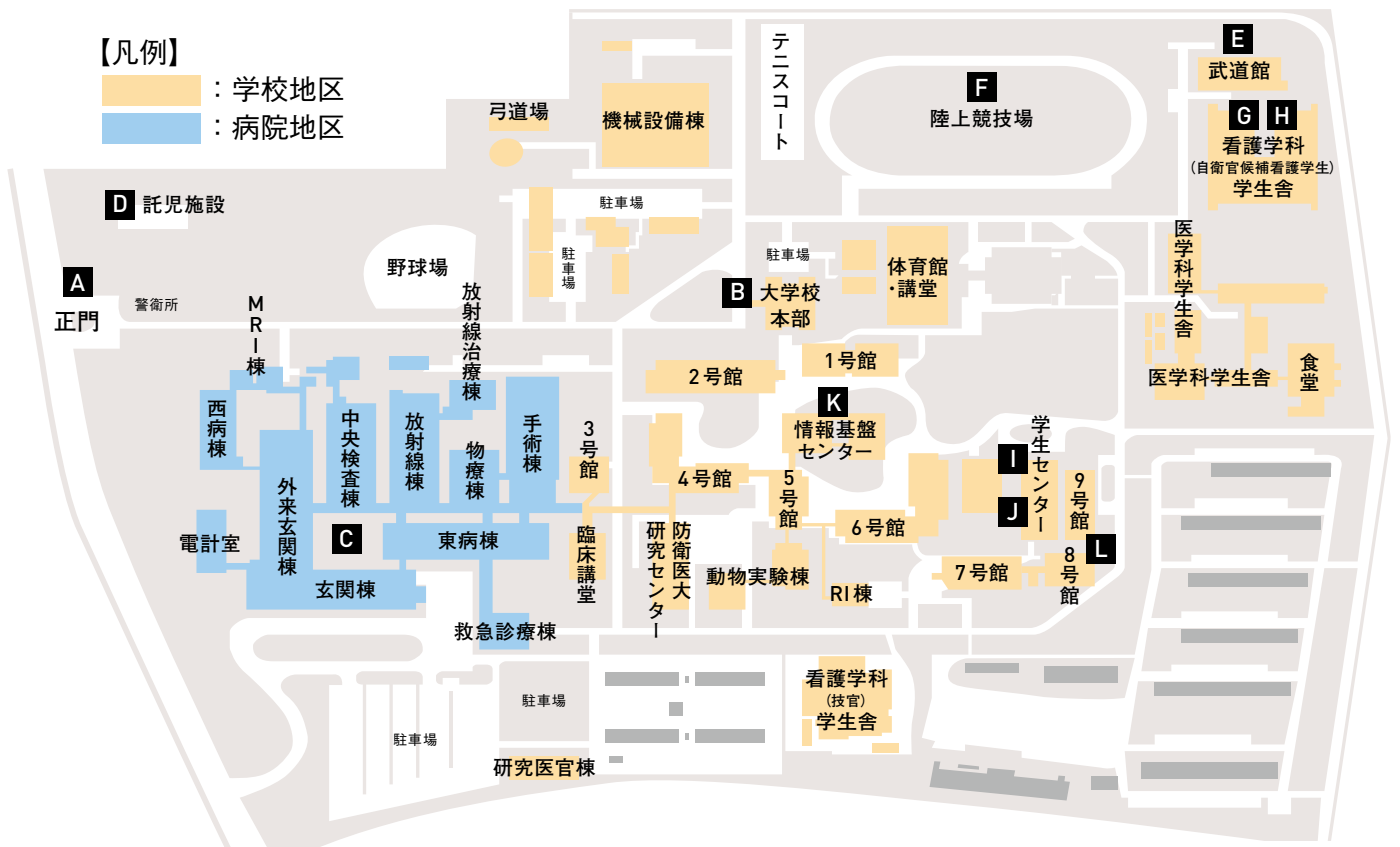 【凡例】
：学校地区
：病院地区
弓道場
機械設備棟
テニスコート
F
陸上競技場
E
武道館
G H
看護学科
（自衛官候補看護学生）
学生舎
D 託児施設
駐車場
駐車場
野球場
A
正門
警衛所
駐車場
B 大学校
本部
体育館
・講堂
医学科学生舎
医学科学生舎
食堂
MRI棟
放射線治療棟
2号館
1号館
西病棟
外来玄関棟
中央検査棟
放射線棟
物療棟
手術棟
3号館
K
情報基盤
センター
4号館
5号館
6号館
I
J
学生センター
9号館
電計室
C
東病棟
玄関棟
救急診療棟
臨床講堂
防衛医大
研究センター
動物実験棟
RI棟
7号館
8号館
L
駐車場
駐車場
研究医官棟
看護学科
（技官）
学生舎